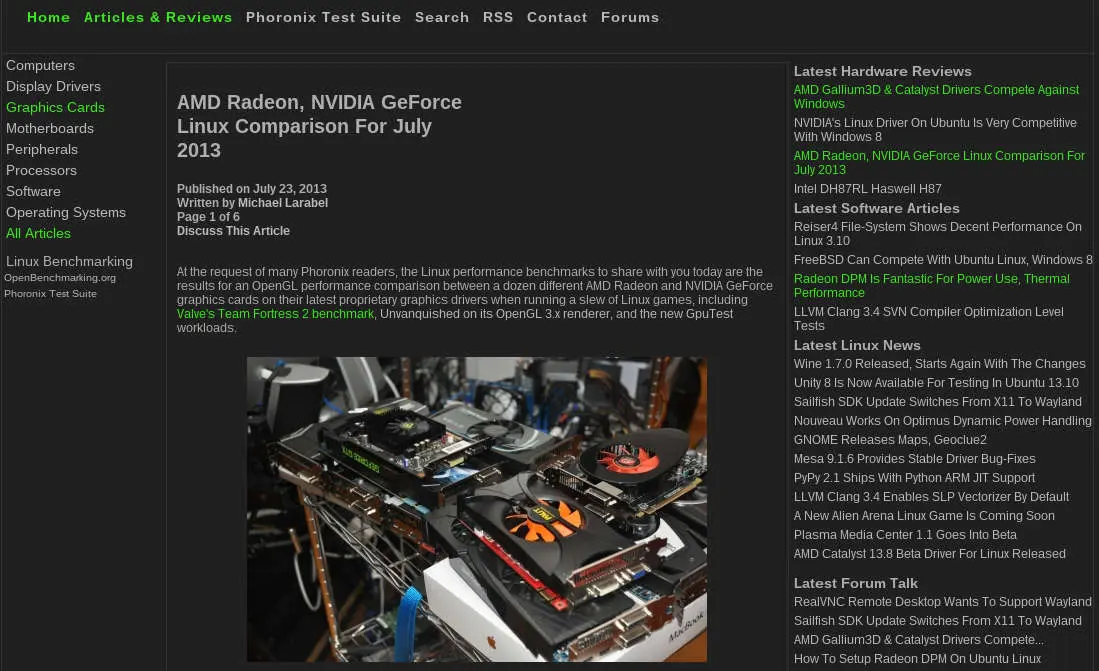 Home Articles & Reviews Phoronix Test Suite Search RSS Contact Forums
Computers
Display Drivers
Graphics Cards
Motherboards
Peripherals
Processors
Software
Operating Systems
All Articles
Linux Benchmarking
OpenBenchmarking.org
Phoronix Test Suite
AMD Radeon, NVIDIA GeForce
Linux Comparison For July
2013
Published on July 23, 2013
Written by Michael Larabel
Page 1 of 6
Discuss This Article
At the request of many Phoronix readers, the Linux performance benchmarks to share with you today are the
results for an OpenGL performance comparison between a dozen different AMD Radeon and NVIDIA GeForce
graphics cards on their latest proprietary graphics drivers when running a slew of Linux games, including
Valve's Team Fortress 2 benchmark, Unvanquished on its OpenGL 3.x renderer, and the new GpuTest
workloads.
GEFORCE GTX
PALIT
MacBook
Latest Hardware Reviews
AMD Gallium3D & Catalyst Drivers Compete Against
Windows
NVIDIA's Linux Driver On Ubuntu Is Very Competitive
With Windows 8
AMD Radeon, NVIDIA GeForce Linux Comparison For
July 2013
Intel DH87RL Haswell H87
Latest Software Articles
Reiser4 File-System Shows Decent Performance On
Linux 3.10
FreeBSD Can Compete With Ubuntu Linux, Windows 8
Radeon DPM Is Fantastic For Power Use, Thermal
Performance
LLVM Clang 3.4 SVN Compiler Optimization Level
Tests
Latest Linux News
Wine 1.7.0 Released, Starts Again With The Changes
Unity 8 Is Now Available For Testing In Ubuntu 13.10
Sailfish SDK Update Switches From X11 To Wayland
Nouveau Works On Optimus Dynamic Power Handling
GNOME Releases Maps, Geoclue2
Mesa 9.1.6 Provides Stable Driver Bug-Fixes
PyPy 2.1 Ships With Python ARM JIT Support
LLVM Clang 3.4 Enables SLP Vectorizer By Default
A New Alien Arena Linux Game Is Coming Soon
Plasma Media Center 1.1 Goes Into Beta
AMD Catalyst 13.8 Beta Driver For Linux Released
Latest Forum Talk
RealVNC Remote Desktop Wants To Support Wayland
Sailfish SDK Update Switches From X11 To Wayland
AMD Gallium3D & Catalyst Drivers Compete...
How To Setup Radeon DPM On Ubuntu Linux